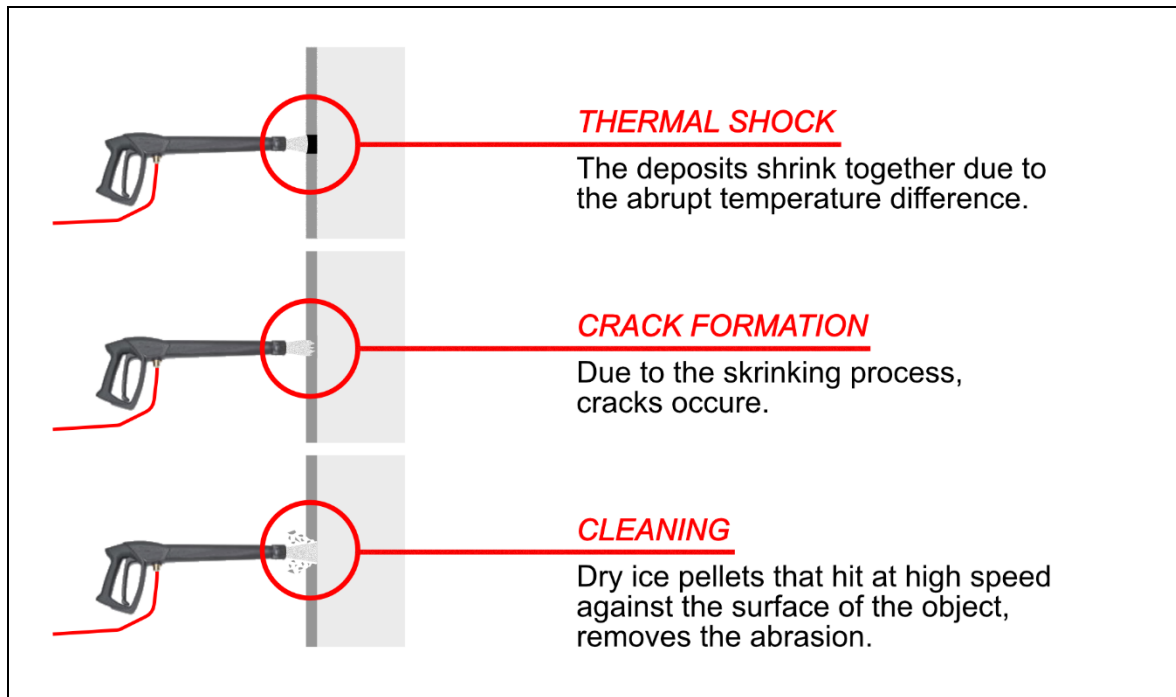 THERMAL SHOCK
The deposits shrink together due to
the abrupt temperature difference.
CRACK FORMATION
Due to the skrinking process,
cracks occure.
CLEANING
Dry ice pellets that hit at high speed
against the surface of the object,
removes the abrasion.